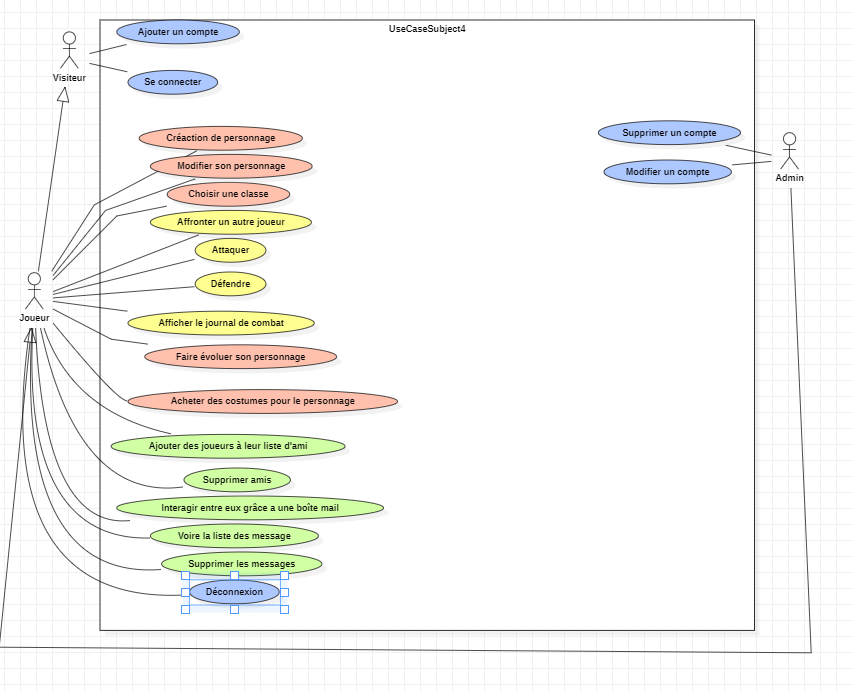 UseCaseSubject4
Ajouter un compte
Visiteur
Se connecter
Créaction de personnage
Modifier son personnage
Choisir une classe
Affronter un autre joueur
Attaquer
Défendre
Joueur
Afficher le journal de combat
Faire évoluer son personnage
Acheter des costumes pour le personnage
Ajouter des joueurs à leur liste d'ami
Supprimer amis
Interagir entre eux grâce a une boîte mail
Voire la liste des message
Supprimer les messages
Déconnexion
Supprimer un compte
Modifier un compte
Admin